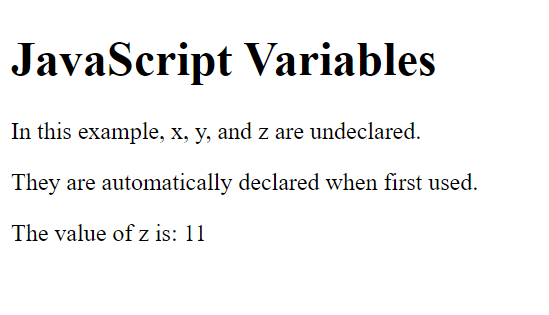 JavaScript Variables
In this example, x, y, and z are undeclared.
They are automatically declared when first used.
The value of z is: 11